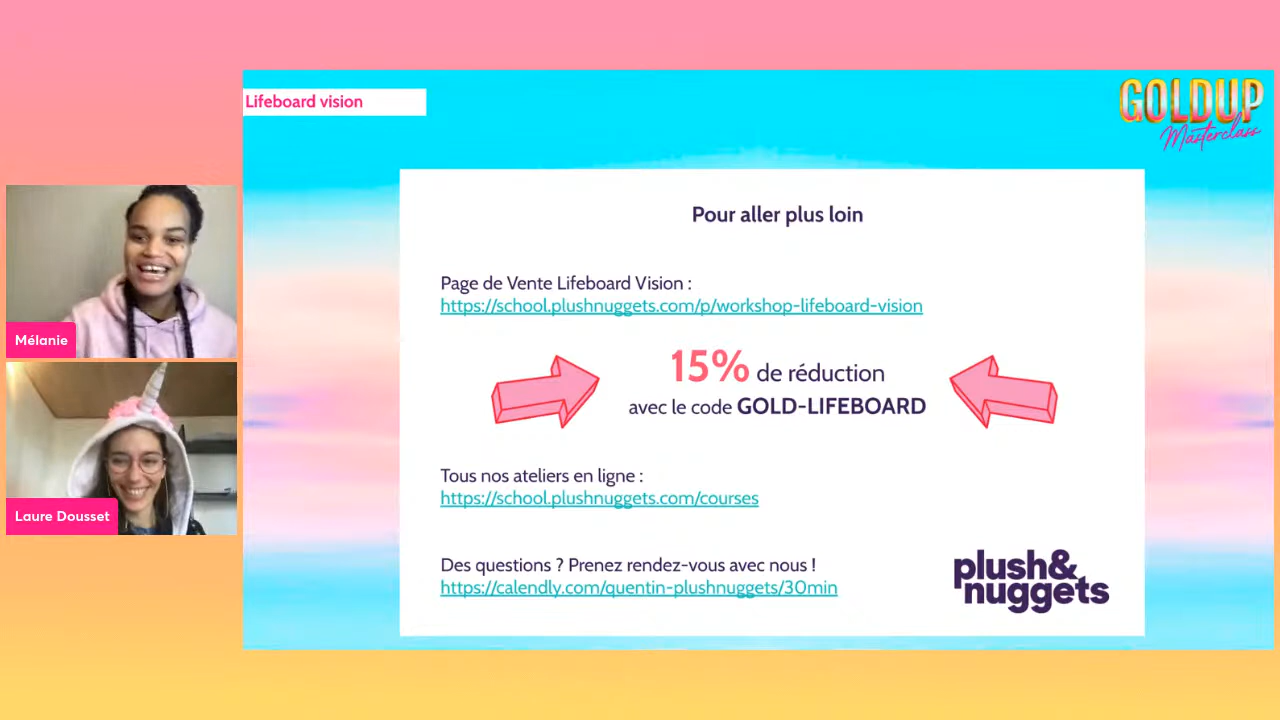 Lifeboard vision
GOLDUP
Masterclass
Pour aller plus loin
Page de Vente Lifeboard Vision :
https://school.plushnuggets.com/p/workshop-lifeboard-vision
15% de réduction
avec le code GOLD-LIFEBOARD
Tous nos ateliers en ligne :
https://school.plushnuggets.com/courses
Des questions ? Prenez rendez-vous avec nous !
https://calendly.com/quentin-plushnuggets/30min
plush&
nuggets
Mélanie
Laure Dousset